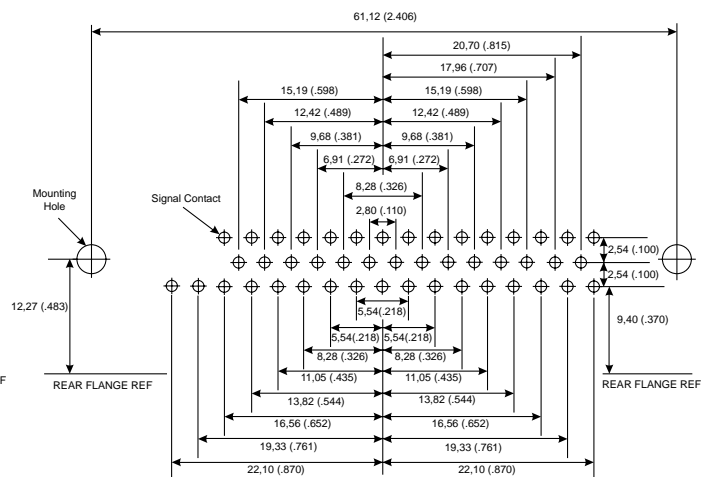 61,12 (2.406)
20,70 (.815)
17,96 (.707)
15,19 (.598) 15,19 (.598)
12,42 (.489) 12,42 (.489)
9,68 (.381) 9,68 (.381)
6,91 (.272) 6,91 (.272)
8,28 (.326)
Mounting
Hole
Signal Contact
2,80 (.110)
2,54 (.100)
2,54 (.100)
12,27 (.483)
5,54(.218)
9,40 (.370)
5,54(.218) 5,54(.218)
8,28 (.326) 8,28 (.326)
F
REAR FLANGE REF
11,05 (.435) 11,05 (.435)
REAR FLANGE REF
13,82 (.544) 13,82 (.544)
16,56 (.652) 16,56 (.652)
19,33 (.761) 19,33 (.761)
22,10 (.870) 22,10 (.870)